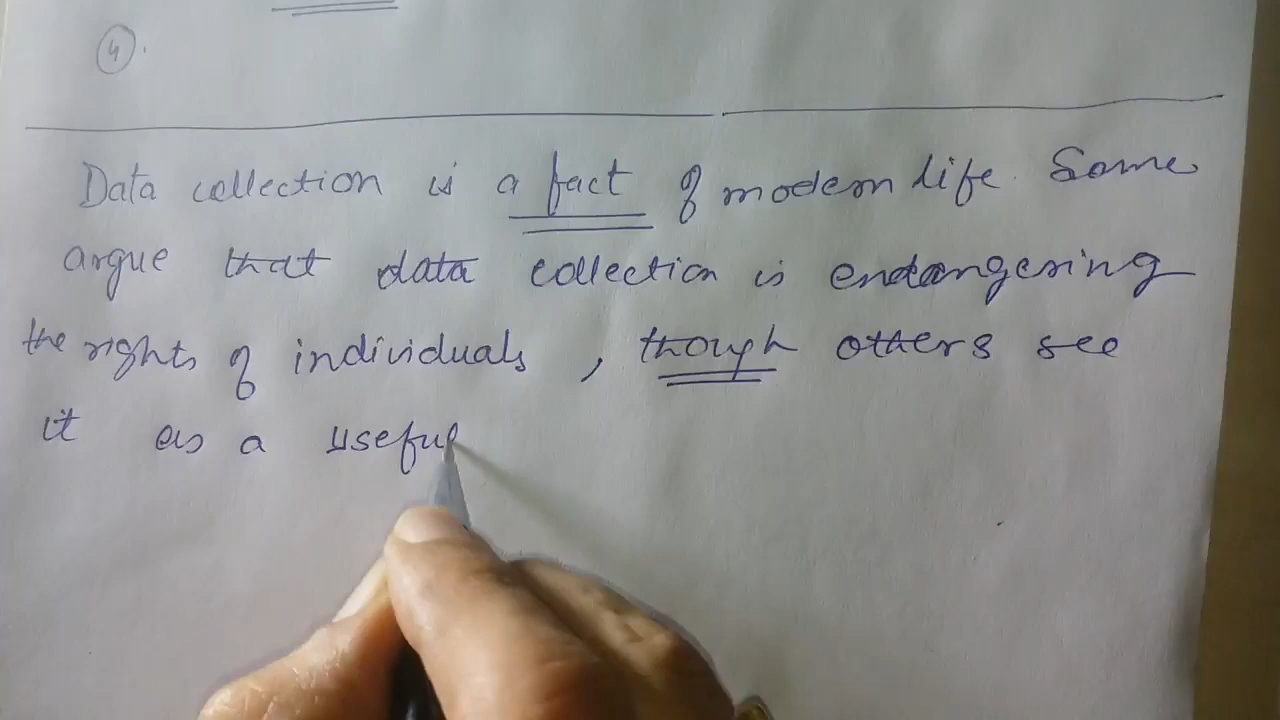 4.
Data collection is a fact of modern life. Some
argue that data collection is endangering
the rights of individuals, though others see
it as a useful